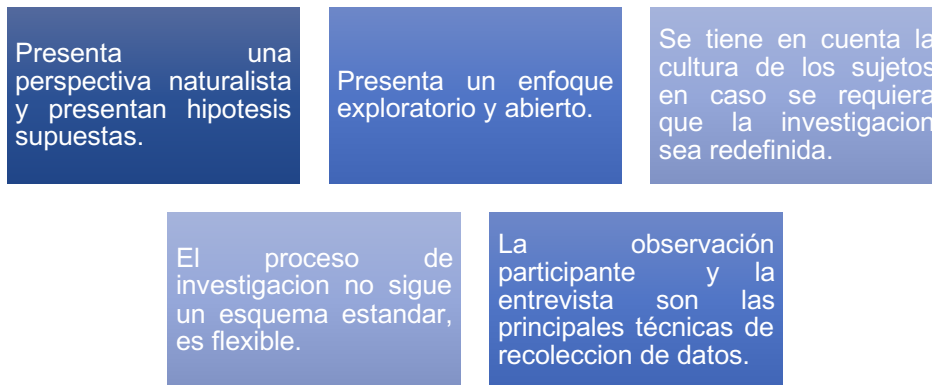 Presenta una
perspectiva naturalista
y presentan hipotesis
supuestas.
Presenta un enfoque
exploratorio y abierto.
Se tiene en cuenta la
cultura de los sujetos
en caso se requiera
que la investigacion
sea redefinida.
El proceso de
investigacion no sigue
un esquema estandar,
es flexible.
La observación
participante y la
entrevista son las
principales técnicas de
recoleccion de datos.